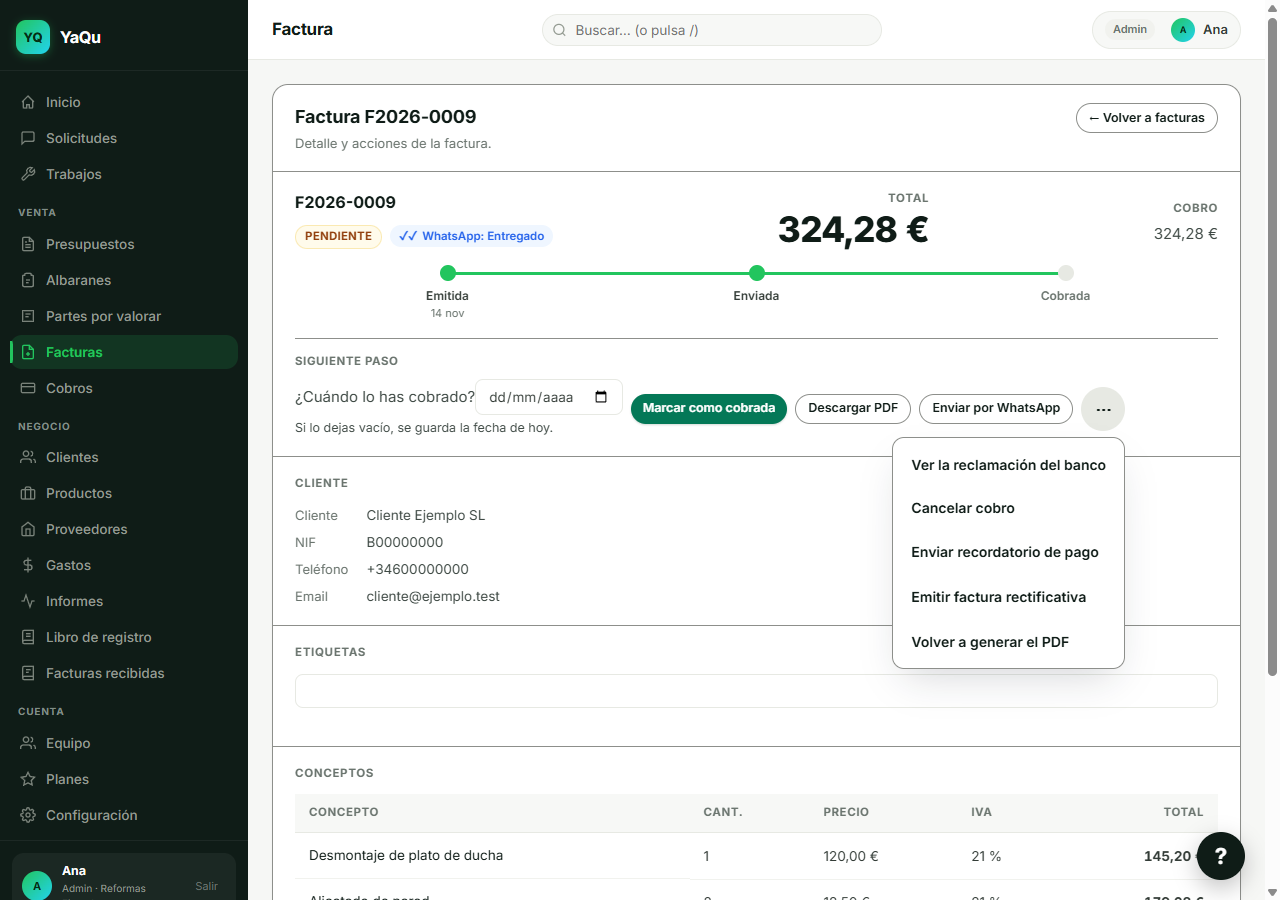 YQ YaQu
Inicio
Solicitudes
Trabajos
VENTA
Presupuestos
Albaranes
Partes por valorar
Facturas
Cobros
NEGOCIO
Clientes
Productos
Proveedores
Gastos
Informes
Libro de registro
Facturas recibidas
CUENTA
Equipo
Planes
Configuración
A
Ana
Admin · Reformas
Salir
Factura
Buscar... (o pulsa /)
Admin
A Ana
Factura F2026-0009
Detalle y acciones de la factura.
← Volver a facturas
F2026-0009
PENDIENTE
✓✓ WhatsApp: Entregado
TOTAL
324,28 €
COBRO
324,28 €
Emitida
14 nov
Enviada
Cobrada
SIGUIENTE PASO
¿Cuándo lo has cobrado? dd/mm/aaaa
Si lo dejas vacío, se guarda la fecha de hoy.
Marcar como cobrada
Descargar PDF
Enviar por WhatsApp
...
Ver la reclamación del banco
Cancelar cobro
Enviar recordatorio de pago
Emitir factura rectificativa
Volver a generar el PDF
CLIENTE
Cliente Cliente Ejemplo SL
NIF B00000000
Teléfono +34600000000
Email cliente@ejemplo.test
ETIQUETAS
CONCEPTOS
CONCEPTO CANT. PRECIO IVA TOTAL
Desmontaje de plato de ducha 1 120,00 € 21 % 145,20
?